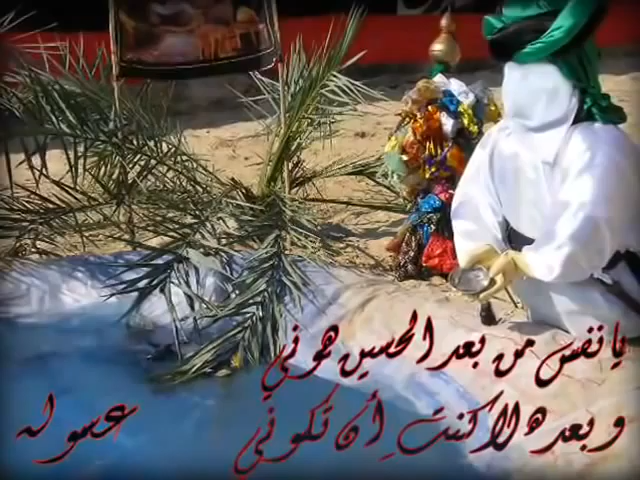 يا نفس من بعد الحسين هوني
وبعده لا كنتِ أن تكوني
عسوله